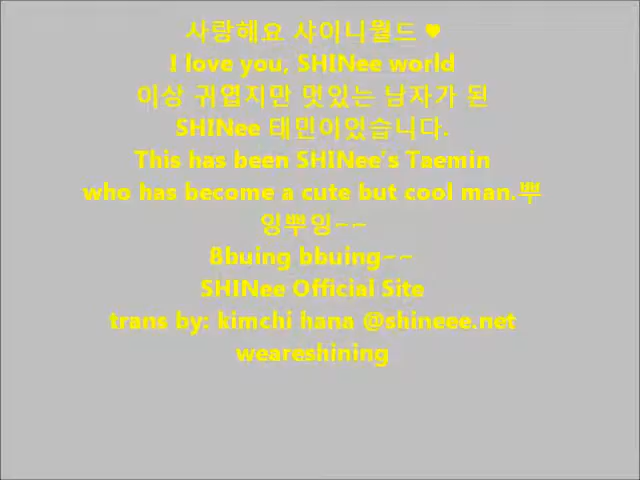 사랑해요 샤이니월드 ♥
I love you, SHINee world
이상 귀엽지만 멋있는 남자가 된
SHINee 태민이었습니다.
This has been SHINee's Taemin
who has become a cute but cool man.뿌
잉뿌잉~~
Bbuing bbuing~~
SHINee Official Site
trans by: kimchi hana @shineee.net
weareshining